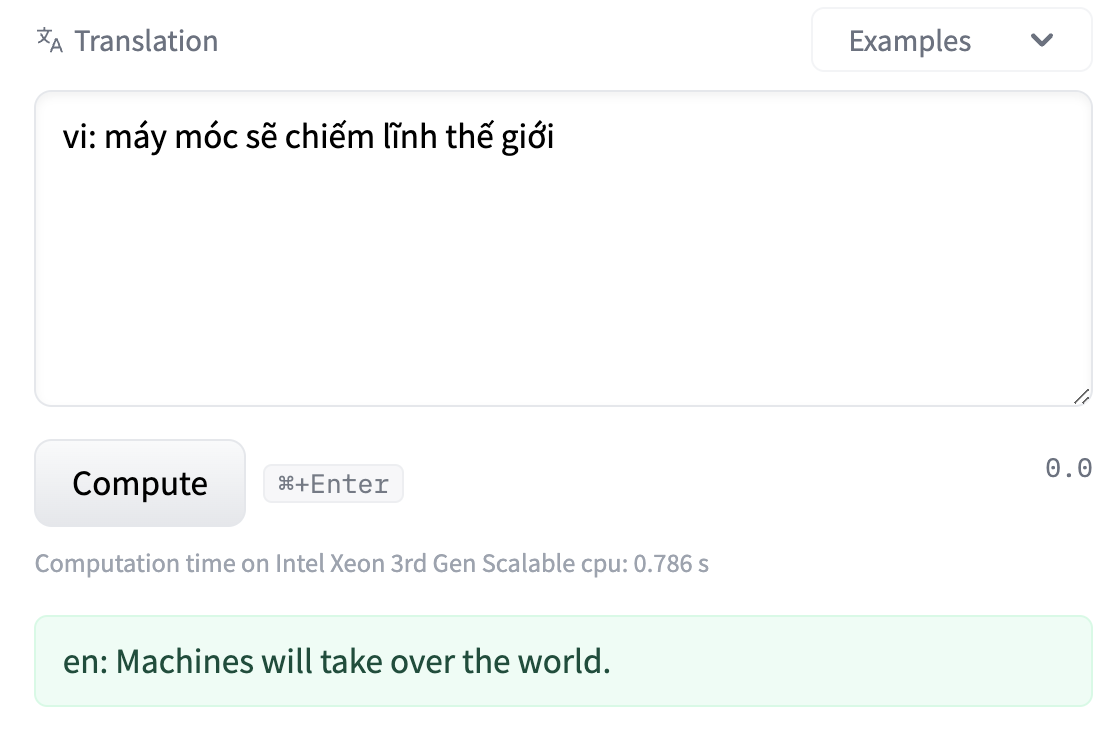 Translation
Examples
vi: máy móc sẽ chiếm lĩnh thế giới
Compute
⌘+Enter
0.0
Computation time on Intel Xeon 3rd Gen Scalable cpu: 0.786 s
en: Machines will take over the world.